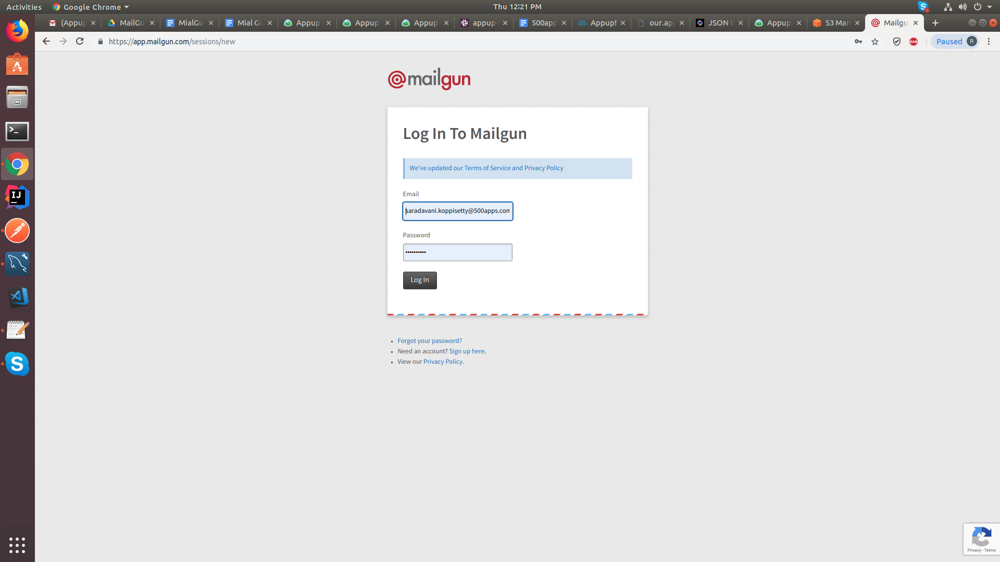 Activities
Google Chrome
Thu 12:21 PM
(Appup
MailGu
MialGu
Mial Gu
Appup
Appup
Appup
appup-
500app
Appup!
our.ap
JSON
Appup
S3 Man
Mailgu
https://app.mailgun.com/sessions/new
EAB
Paused
R
@mailgun
Log In To Mailgun
We've updated our Terms of Service and Privacy Policy
Email
saradavani.koppisetty@500apps.com
Password
••••••••••
Log In
Forgot your password?
Need an account? Sign up here.
View our Privacy Policy.
IJ
Privacy - Terms